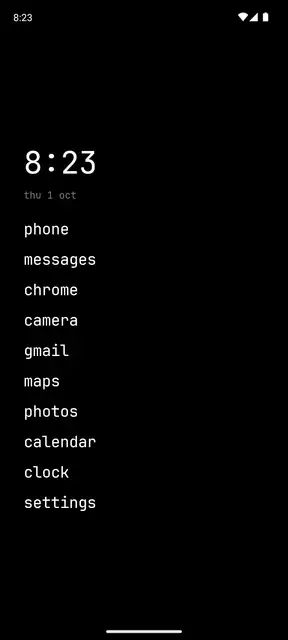 8:23
8:23
thu 1 oct
phone
messages
chrome
camera
gmail
maps
photos
calendar
clock
settings